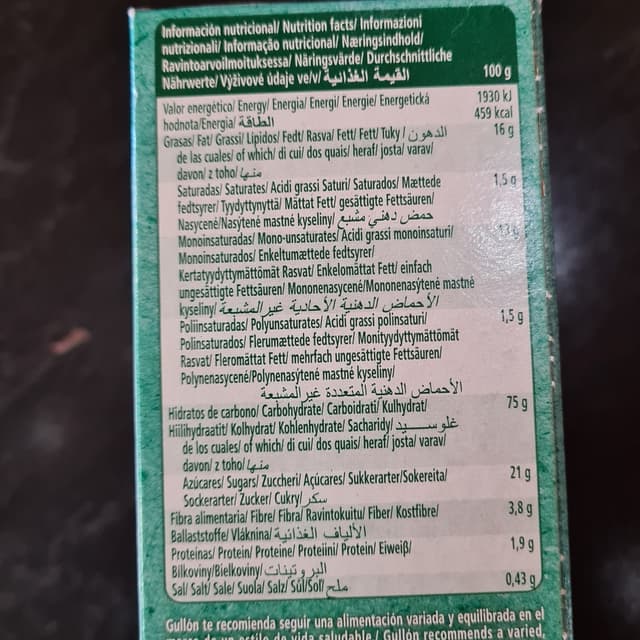 Información nutricional/ Nutrition facts/ Informazioni
nutrizionali/ Informação nutricional/ Næringsindhold/
Ravintoarvoilmoituksessa/ Näringsvärde/ Durchschnittliche
Nährwerte/ Výživové údaje ve/v/ القيمة الغذائية 100 g
Valor energético/ Energy/ Energia/ Energi/ Energie/ Energetická 1930 kJ
hodnota/Energia/ الطاقة 459 kcal
Grasas/ Fat/ Grassi/ Lípidos/ Fedt/ Rasva/ Fett/ Fett/ Tuky/ الدهون 16 g
de las cuales/ of which/ di cui/ dos quais/ heraf/ josta/ varav/
davon/ z toho/ منها
Saturadas/ Saturates/ Acidi grassi Saturi/ Saturados/ Mættede 1,5 g
fedtsyrer/ Tyydyttynyttä/ Mättat Fett/ gesättigte Fettsäuren/
Nasycené/Nasýtené mastné kyseliny/ حمض دهني مشبع
Monoinsaturadas/ Mono-unsaturates/ Acidi grassi monoinsaturi/ 13 g
Monoinsaturados/ Enkeltumættede fedtsyrer/
Kertatyydyttymättömät Rasvat/ Enkelomättat Fett/ einfach
ungesättigte Fettsäuren/ Mononenasycené/Mononenasýtené mastné
kyseliny/ الأحماض الدهنية الأحادية غير المشبعة
Poliinsaturadas/ Polyunsaturates/ Acidi grassi polinsaturi/ 1,5 g
Polinsaturados/ Flerumættede fedtsyrer/ Monityydyttymättömät
Rasvat/ Fleromättat Fett/ mehrfach ungesättigte Fettsäuren/
Polynenasycené/Polynenasýtené mastné kyseliny/
الأحماض الدهنية المتعددة غير المشبعة
Hidratos de carbono/ Carbohydrate/ Carboidrati/ Kulhydrat/ 75 g
Hiilihydraatit/ Kolhydrat/ Kohlenhydrate/ Sacharidy/ غلوسيد
de los cuales/ of which/ di cui/ dos quais/ heraf/ josta/ varav/
davon/ z toho/ منها
Azúcares/ Sugars/ Zuccheri/ Açúcares/ Sukkerarter/Sokereita/ 21 g
Sockerarter/ Zucker/ Cukry/ سكر
Fibra alimentaria/ Fibre/ Fibra/ Ravintokuitu/ Fiber/ Kostfibre/ 3,8 g
Ballaststoffe/ Vláknina/ الألياف الغذائية
Proteínas/ Protein/ Proteine/ Proteiini/ Protein/ Eiweiß/ 1,9 g
Bílkoviny/Bielkoviny/ البروتينات
Sal/ Salt/ Sale/ Suola/ Salz/ Sůl/Soľ/ ملح 0,43 g
Gullón te recomienda seguir una alimentación variada y equilibrada en el
estilo de vida saludable / Gullón recommends a varied